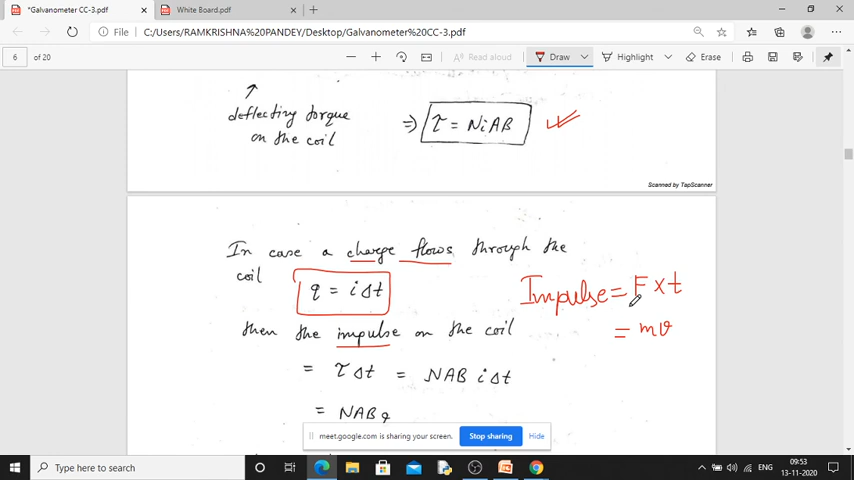 *Galvanometer CC-3.pdf
White Board.pdf
File
C:/Users/RAMKRISHNA%20PANDEY/Desktop/Galvanometer%20CC-3.pdf
6 of 20
Read aloud
Draw
Highlight
Erase
deflecting torque
on the coil
⇒ τ = NiAB
Scanned by TapScanner
In case a charge flows through the
coil
q = iΔt
Impulse = F x t
= mv
then the impulse on the coil
= τΔt = NAB iΔt
= NABq
meet.google.com is sharing your screen.
Stop sharing
Hide
Type here to search
ENG
09:53
13-11-2020